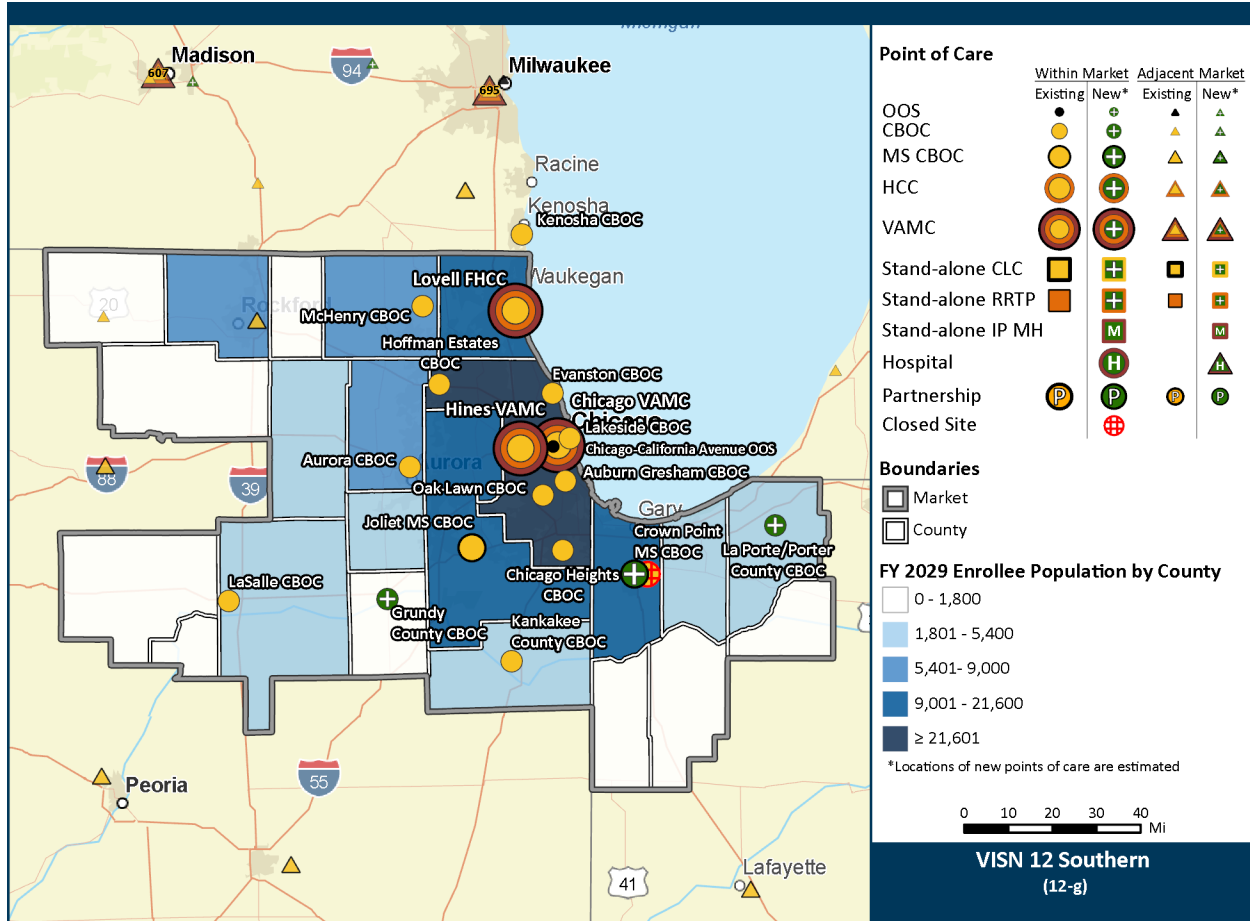 Michigan
Madison
607
94
Milwaukee
695
Racine
Kenosha
Kenosha CBOC
Lovell FHCC
Waukegan
20
Rockford
McHenry CBOC
Hoffman Estates
CBOC
Evanston CBOC
Chicago VAMC
Hines VAMC
Chicago
Lakeside CBOC
Chicago-California Avenue OOS
Aurora CBOC
Aurora
Auburn Gresham CBOC
88
39
Oak Lawn CBOC
Gary
Joliet MS CBOC
Crown Point
MS CBOC
La Porte/Porter
County CBOC
LaSalle CBOC
Chicago Heights
CBOC
Grundy
County CBOC
Kankakee
County CBOC
55
Peoria
41
Lafayette
Point of Care
Within Market Adjacent Market
Existing New* Existing New*
OOS
CBOC
MS CBOC
HCC
VAMC
Stand-alone CLC
Stand-alone RRTP
Stand-alone IP MH M M
Hospital H H
Partnership P P P P
Closed Site
Boundaries
Market
County
FY 2029 Enrollee Population by County
0 - 1,800
1,801 - 5,400
5,401- 9,000
9,001 - 21,600
≥ 21,601
*Locations of new points of care are estimated
0 10 20 30 40
Mi
VISN 12 Southern
(12-g)